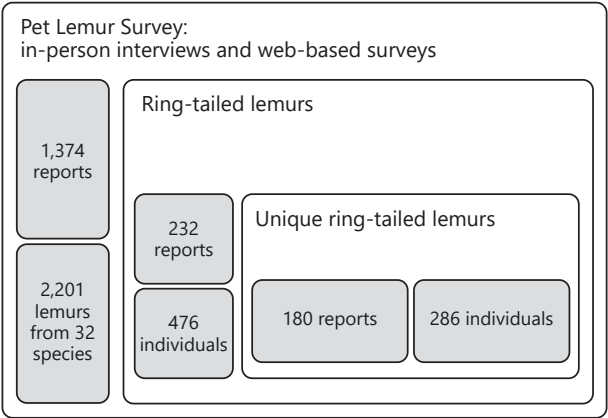 Pet Lemur Survey:
in-person interviews and web-based surveys
1,374
reports
2,201
lemurs
from 32
species
Ring-tailed lemurs
232
reports
476
individuals
Unique ring-tailed lemurs
180 reports
286 individuals